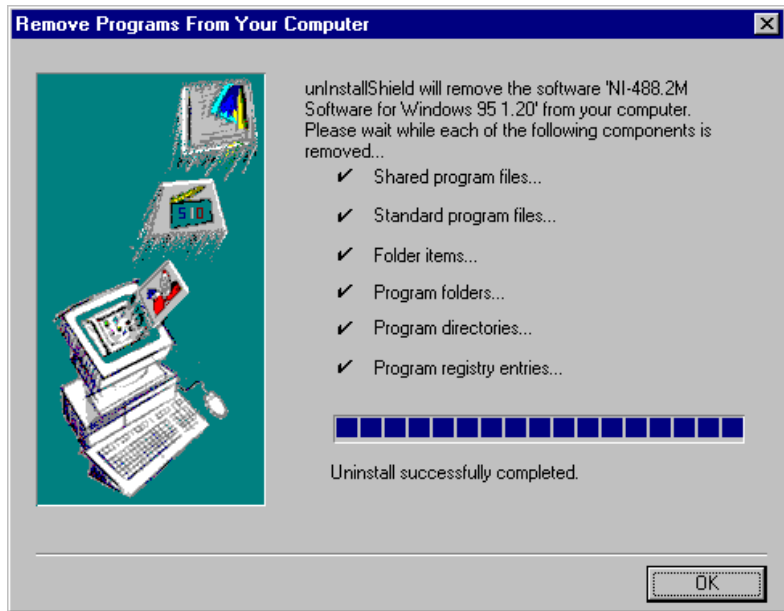 Remove Programs From Your Computer
unInstallShield will remove the software 'NI-488.2M
Software for Windows 95 1.20' from your computer.
Please wait while each of the following components is
removed...
✔ Shared program files...
✔ Standard program files...
✔ Folder items...
✔ Program folders...
✔ Program directories...
✔ Program registry entries...
Uninstall successfully completed.
OK